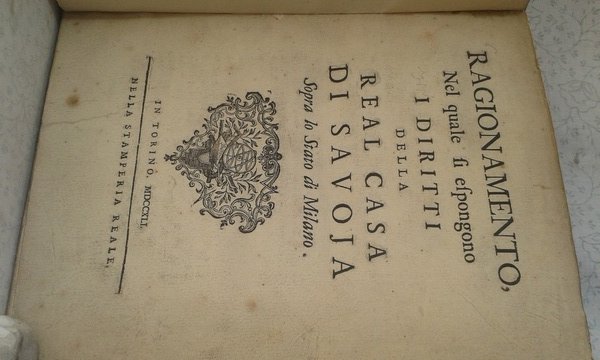 RAGIONAMENTO,
Nel quale ſi eſpongono
I DIRITTI
DELLA
REAL CASA
DI SAVOJA
Sopra lo Stato di Milano.
IN TORINO. MDCCXLI.
NELLA STAMPERIA REALE,